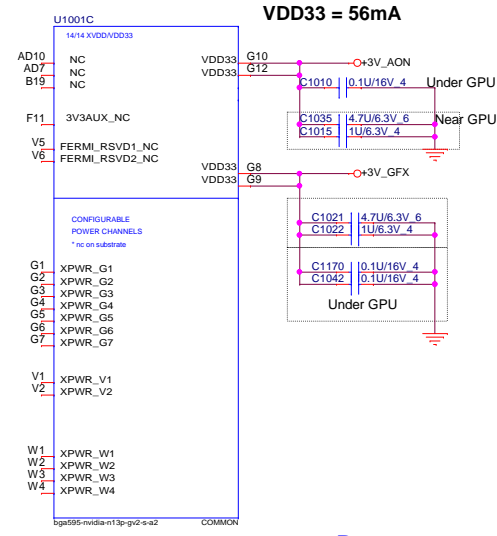 VDD33 = 56mA
U1001C
14/14 XVDD/VDD33
AD10 NC VDD33 G10 +3V_AON
AD7 NC VDD33 G12
B19 NC
C1010 0.1U/16V_4 Under GPU
F11 3V3AUX_NC
C1035 4.7U/6.3V_6 Near GPU
C1015 1U/6.3V_4
V5 FERMI_RSVD1_NC
V6 FERMI_RSVD2_NC
VDD33 G8 +3V_GFX
VDD33 G9
CONFIGURABLE
POWER CHANNELS
* nc on substrate
C1021 4.7U/6.3V_6
C1022 1U/6.3V_4
G1 XPWR_G1
G2 XPWR_G2
G3 XPWR_G3
G4 XPWR_G4
G5 XPWR_G5
G6 XPWR_G6
G7 XPWR_G7
C1170 0.1U/16V_4
C1042 0.1U/16V_4
Under GPU
V1 XPWR_V1
V2 XPWR_V2
W1 XPWR_W1
W2 XPWR_W2
W3 XPWR_W3
W4 XPWR_W4
bga595-nvidia-n13p-gv2-s-a2 COMMON